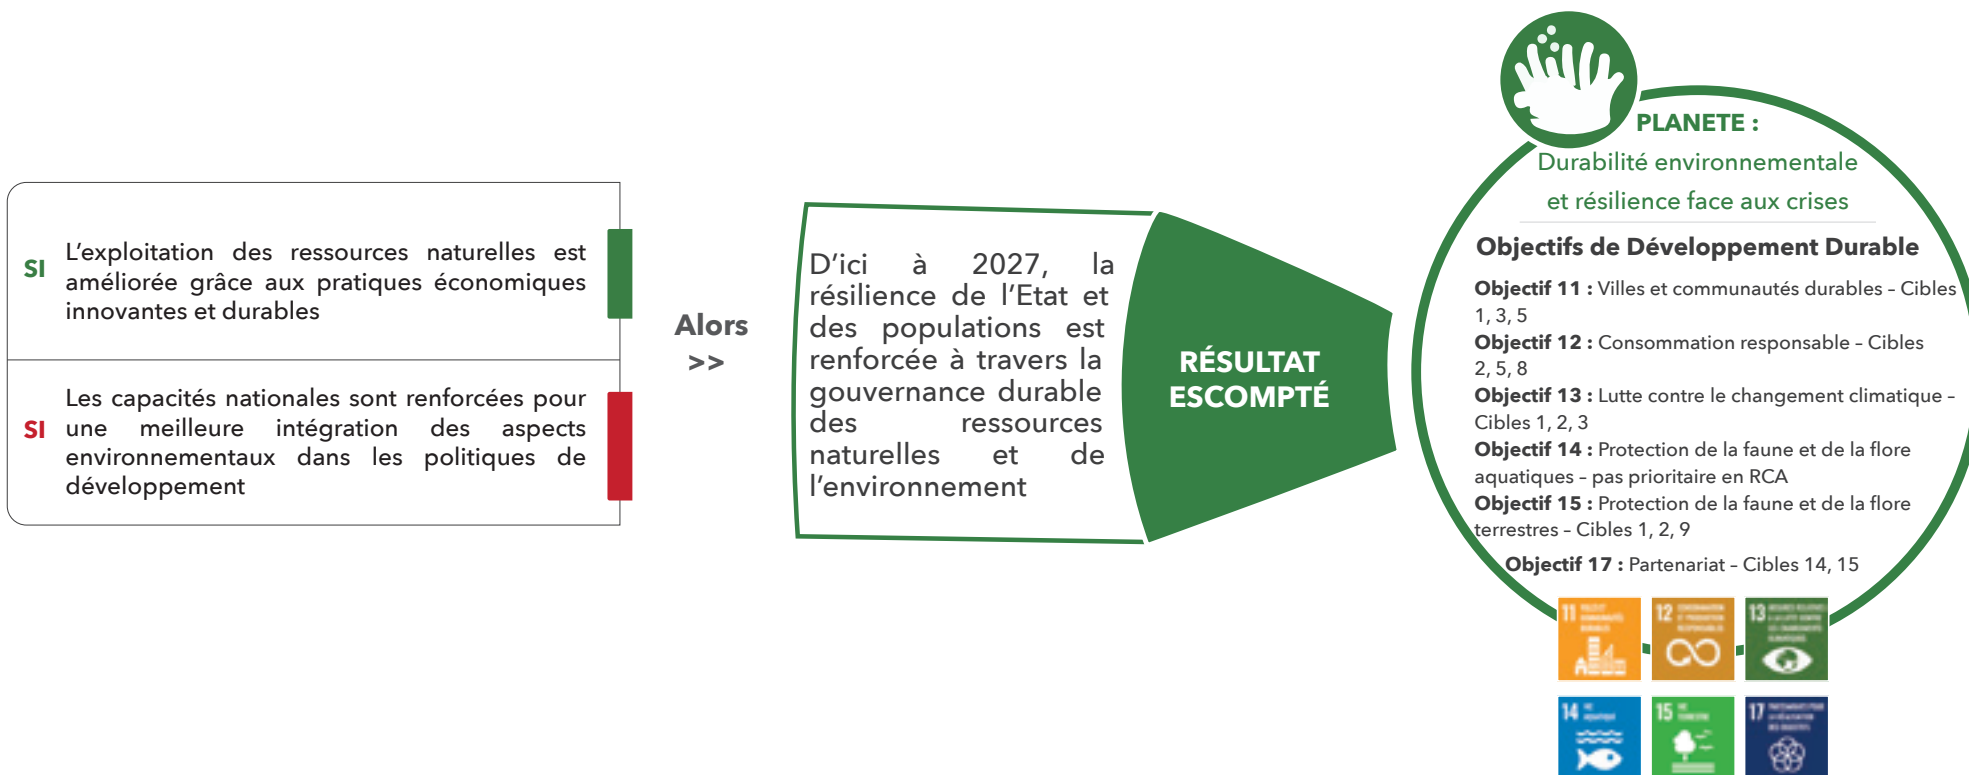 SI
L’exploitation des ressources naturelles est
améliorée grâce aux pratiques économiques
innovantes et durables
SI
Les capacités nationales sont renforcées pour
une meilleure intégration des aspects
environnementaux dans les politiques de
développement
Alors
>>
D’ici à 2027, la
résilience de l’Etat et
des populations est
renforcée à travers la
gouvernance durable
des ressources
naturelles et de
l’environnement
RÉSULTAT
ESCOMPTÉ
PLANETE :
Durabilité environnementale
et résilience face aux crises
Objectifs de Développement Durable
Objectif 11 : Villes et communautés durables – Cibles
1, 3, 5
Objectif 12 : Consommation responsable – Cibles
2, 5, 8
Objectif 13 : Lutte contre le changement climatique –
Cibles 1, 2, 3
Objectif 14 : Protection de la faune et de la flore
aquatiques – pas prioritaire en RCA
Objectif 15 : Protection de la faune et de la flore
terrestres – Cibles 1, 2, 9
Objectif 17 : Partenariat – Cibles 14, 15
11
12
13
14
15
17